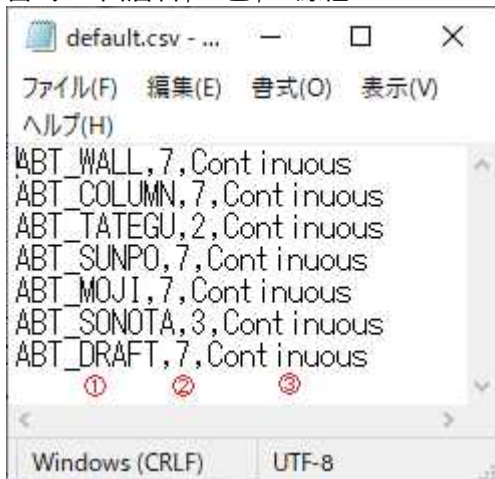 default.csv - ...
ファイル(F) 編集(E) 書式(O) 表示(V)
ヘルプ(H)
ABT_WALL,7,Continuous
ABT_COLUMN,7,Continuous
ABT_TATEGU,2,Continuous
ABT_SUNPO,7,Continuous
ABT_MOJI,7,Continuous
ABT_SONOTA,3,Continuous
ABT_DRAFT,7,Continuous
① ② ③
Windows (CRLF) UTF-8